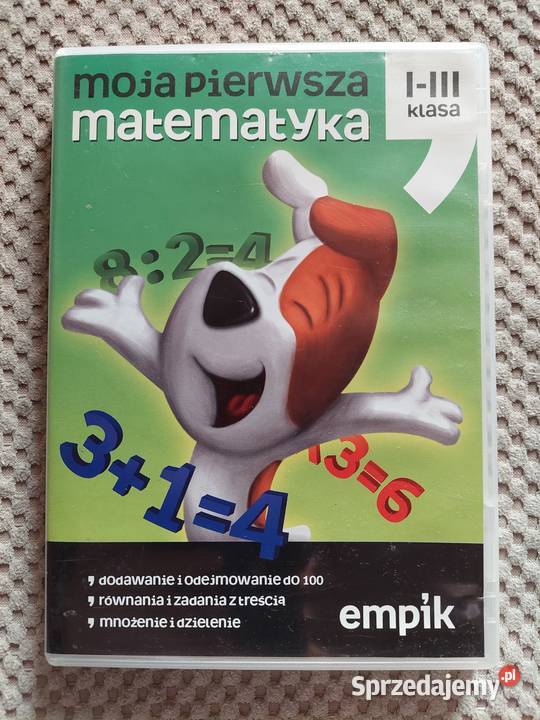 moja pierwsza
matematyka
I-III
klasa
8:2=4
3+1=4
3=6
dodawanie i odejmowanie do 100
równania i zadania z treścią
mnożenie i dzielenie
empik
Sprzedajemy.pl